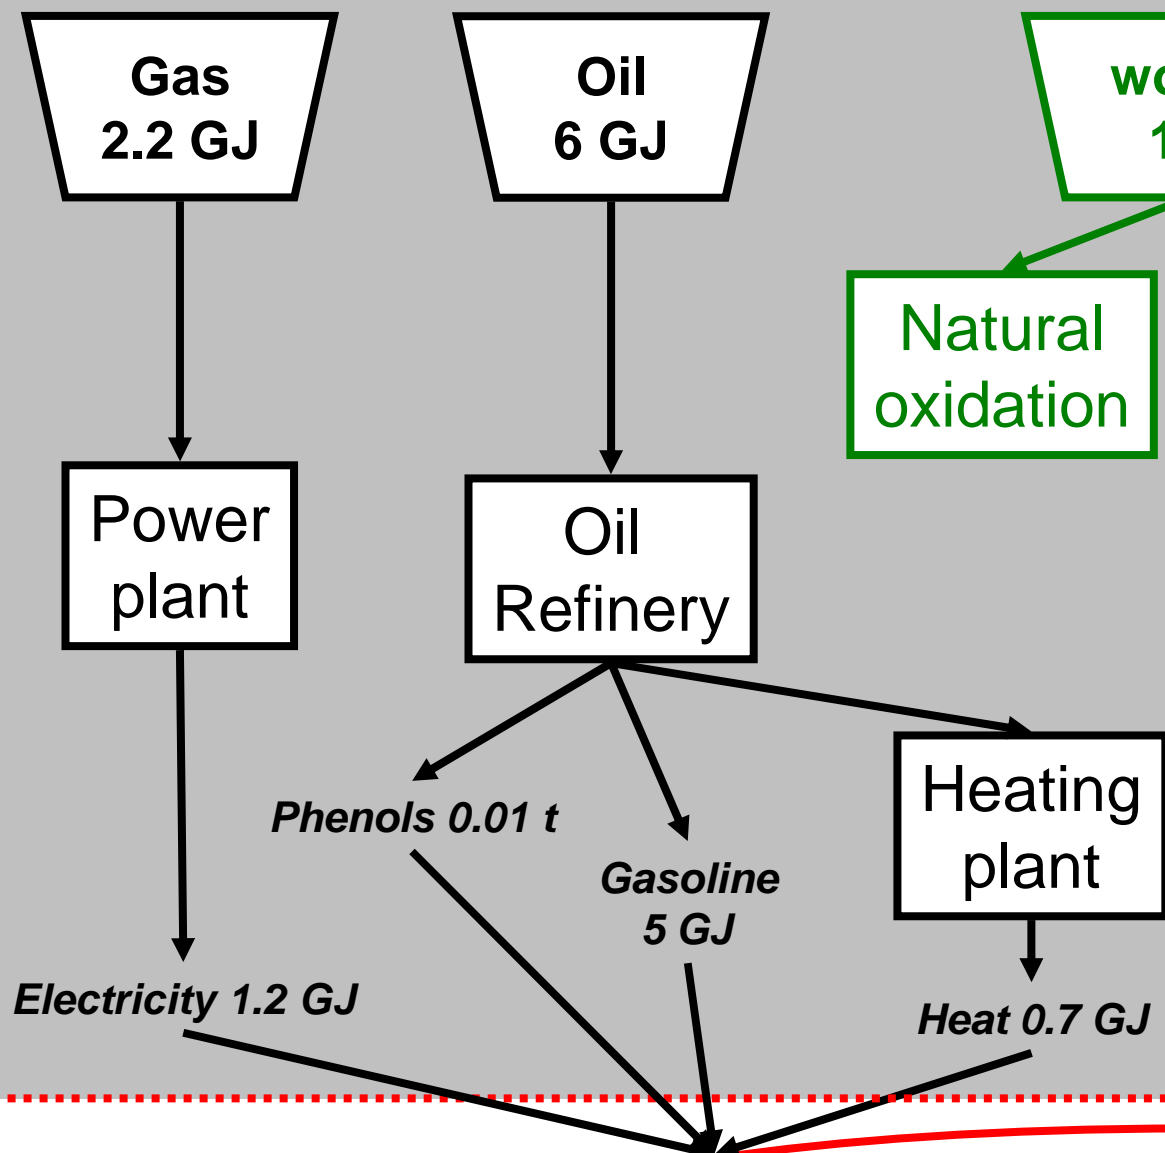 Gas
2.2 GJ
Oil
6 GJ
Natural
oxidation
Power
plant
Oil
Refinery
Heating
plant
Phenols 0.01 t
Gasoline
5 GJ
Electricity 1.2 GJ
Heat 0.7 GJ